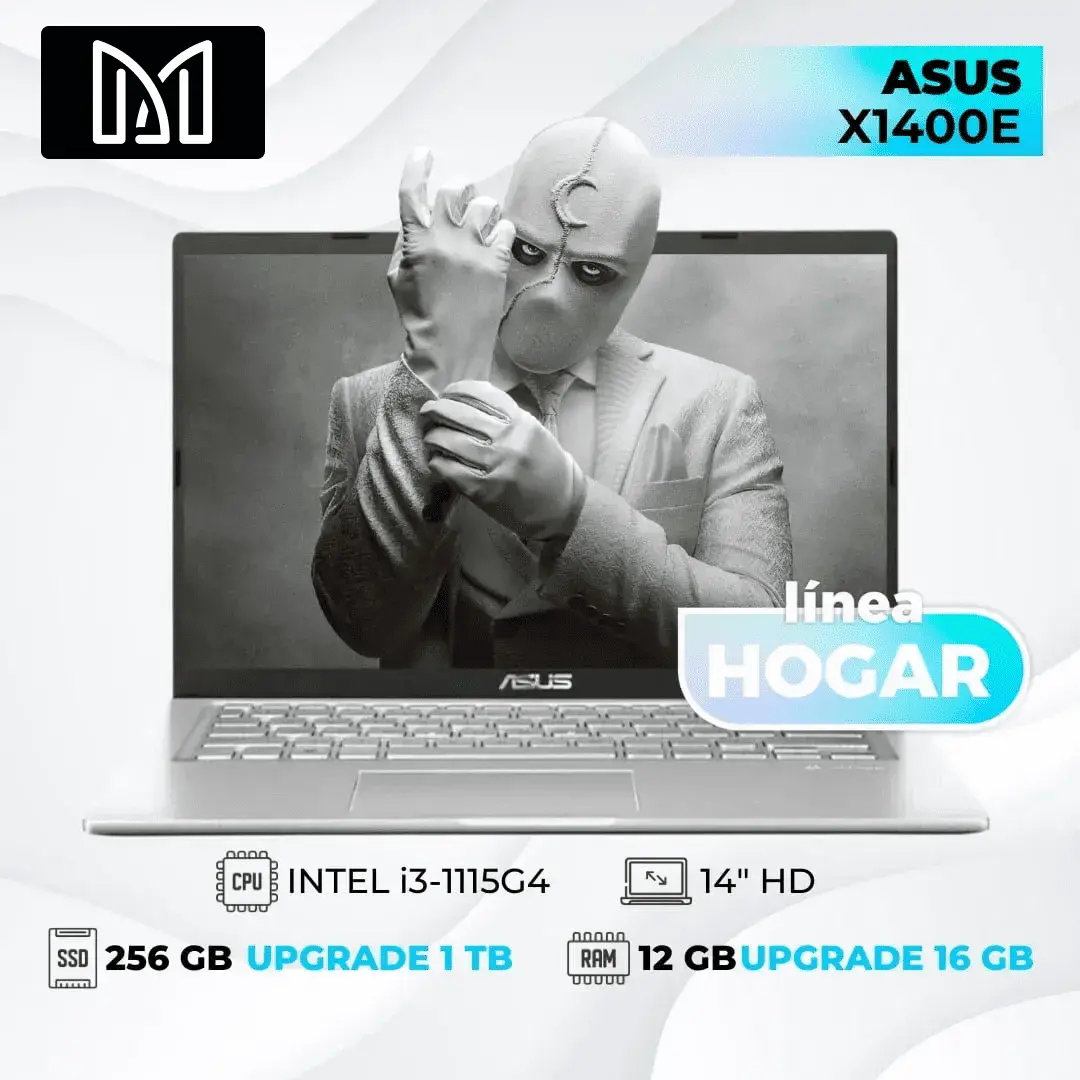 ASUS
X1400E
ASUS
línea
HOGAR
CPU INTEL i3-1115G4
14" HD
SSD 256 GB UPGRADE 1 TB
RAM 12 GB UPGRADE 16 GB